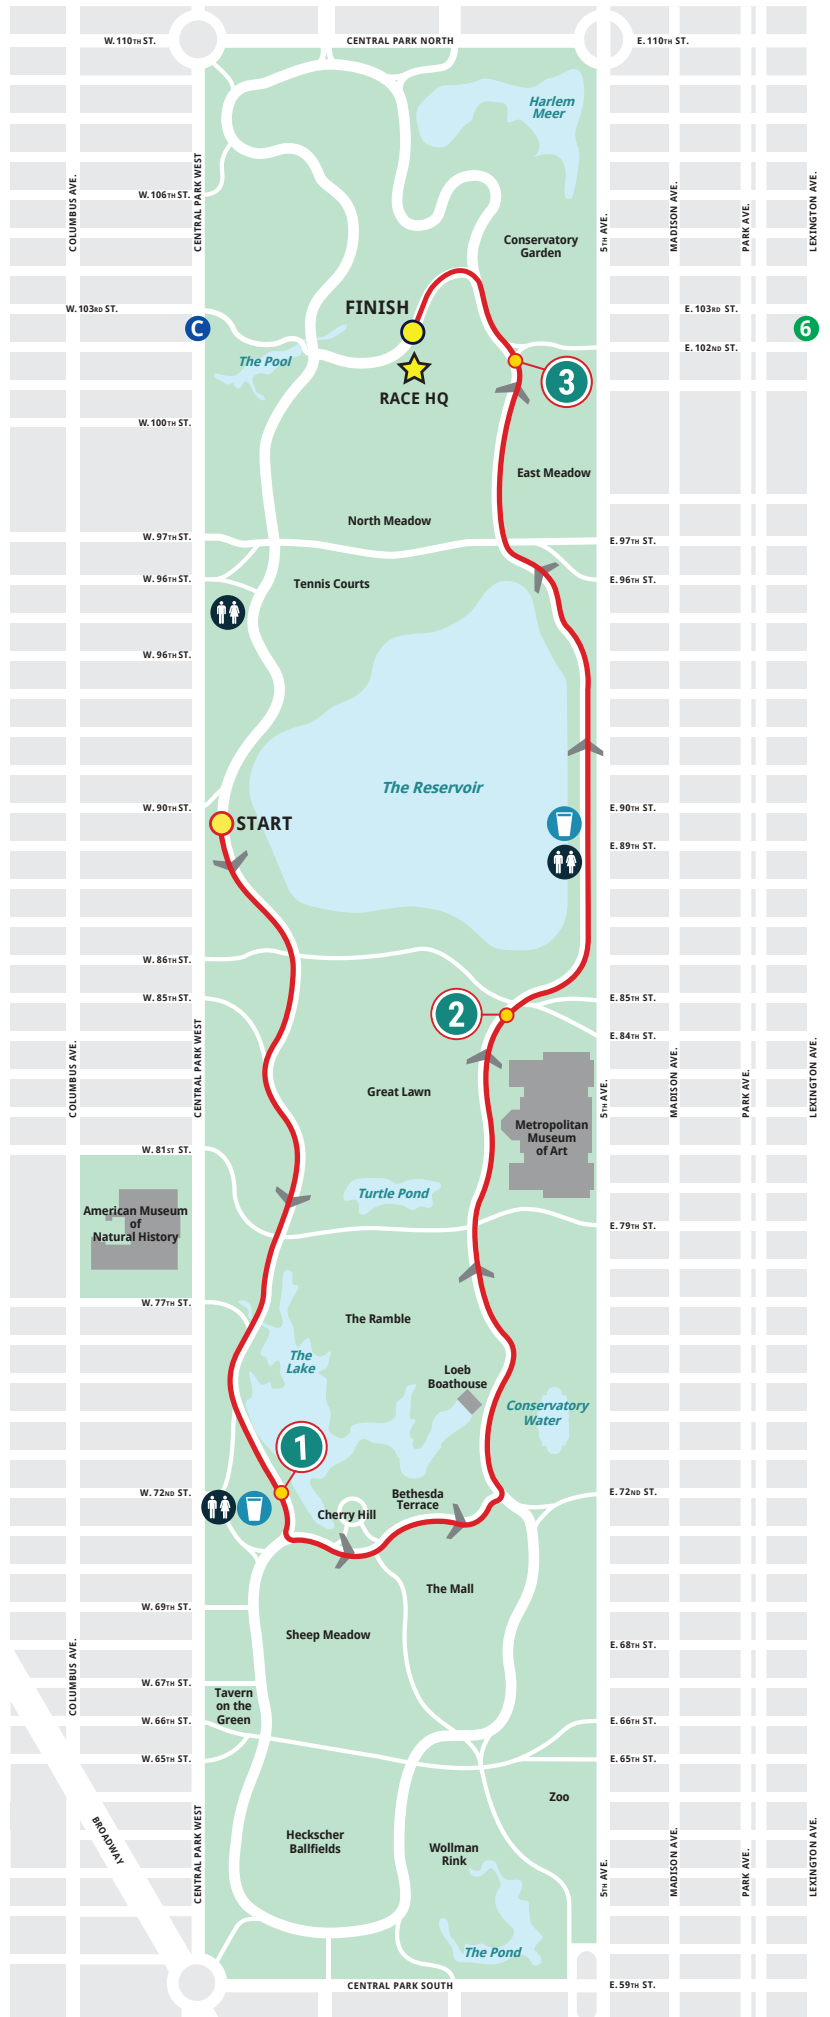 W. 110TH ST.
CENTRAL PARK NORTH
E. 110TH ST.
Harlem
Meer
COLUMBUS AVE.
CENTRAL PARK WEST
W. 106TH ST.
5TH AVE.
MADISON AVE.
PARK AVE.
LEXINGTON AVE.
Conservatory
Garden
W. 103RD ST.
FINISH
E. 103RD ST.
C
6
The Pool
E. 102ND ST.
3
RACE HQ
W. 100TH ST.
East Meadow
North Meadow
W. 97TH ST.
E. 97TH ST.
W. 96TH ST.
Tennis Courts
E. 96TH ST.
W. 96TH ST.
The Reservoir
W. 90TH ST.
START
E. 90TH ST.
E. 89TH ST.
W. 86TH ST.
W. 85TH ST.
E. 85TH ST.
2
E. 84TH ST.
COLUMBUS AVE.
CENTRAL PARK WEST
5TH AVE.
MADISON AVE.
PARK AVE.
LEXINGTON AVE.
Great Lawn
Metropolitan
Museum
of Art
W. 81ST ST.
Turtle Pond
American Museum
of
Natural History
E. 79TH ST.
W. 77TH ST.
The Ramble
The
Lake
Loeb
Boathouse
Conservatory
Water
1
W. 72ND ST.
E. 72ND ST.
Bethesda
Terrace
Cherry Hill
The Mall
W. 69TH ST.
Sheep Meadow
E. 68TH ST.
COLUMBUS AVE.
W. 67TH ST.
Tavern
on the
Green
W. 66TH ST.
E. 66TH ST.
W. 65TH ST.
E. 65TH ST.
Zoo
BROADWAY
CENTRAL PARK WEST
Heckscher
Ballfields
Wollman
Rink
5TH AVE.
MADISON AVE.
PARK AVE.
LEXINGTON AVE.
The Pond
CENTRAL PARK SOUTH
E. 59TH ST.